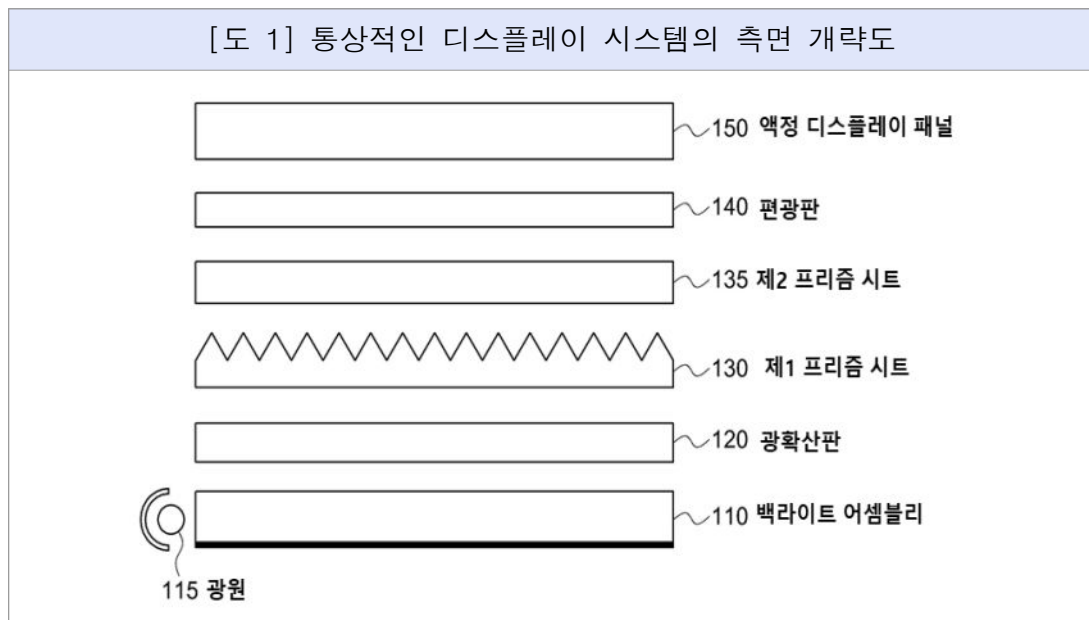 [도 1] 통상적인 디스플레이 시스템의 측면 개략도
150 액정 디스플레이 패널
140 편광판
135 제2 프리즘 시트
130 제1 프리즘 시트
120 광확산판
110 백라이트 어셈블리
115 광원